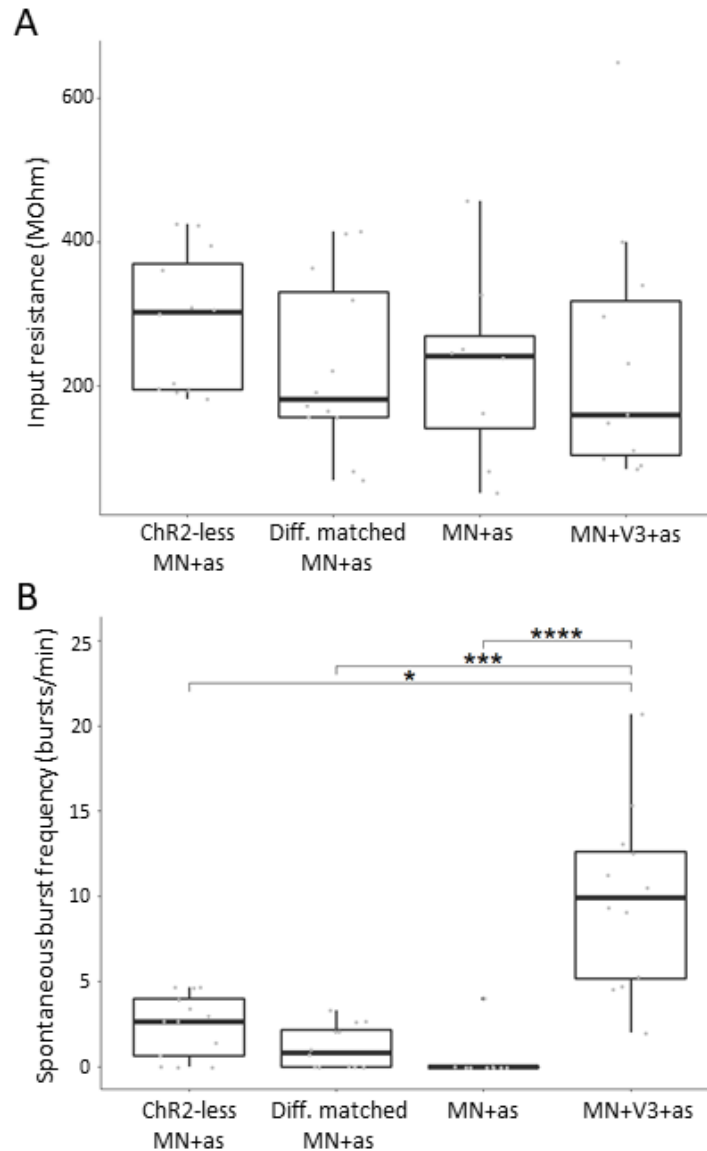 A
Input resistance (MOhm)
600
400
200
ChR2-less
MN+as
Diff. matched
MN+as
MN+as
MN+V3+as
B
Spontaneous burst frequency (bursts/min)
25
20
15
10
5
0
****
***
*
ChR2-less
MN+as
Diff. matched
MN+as
MN+as
MN+V3+as